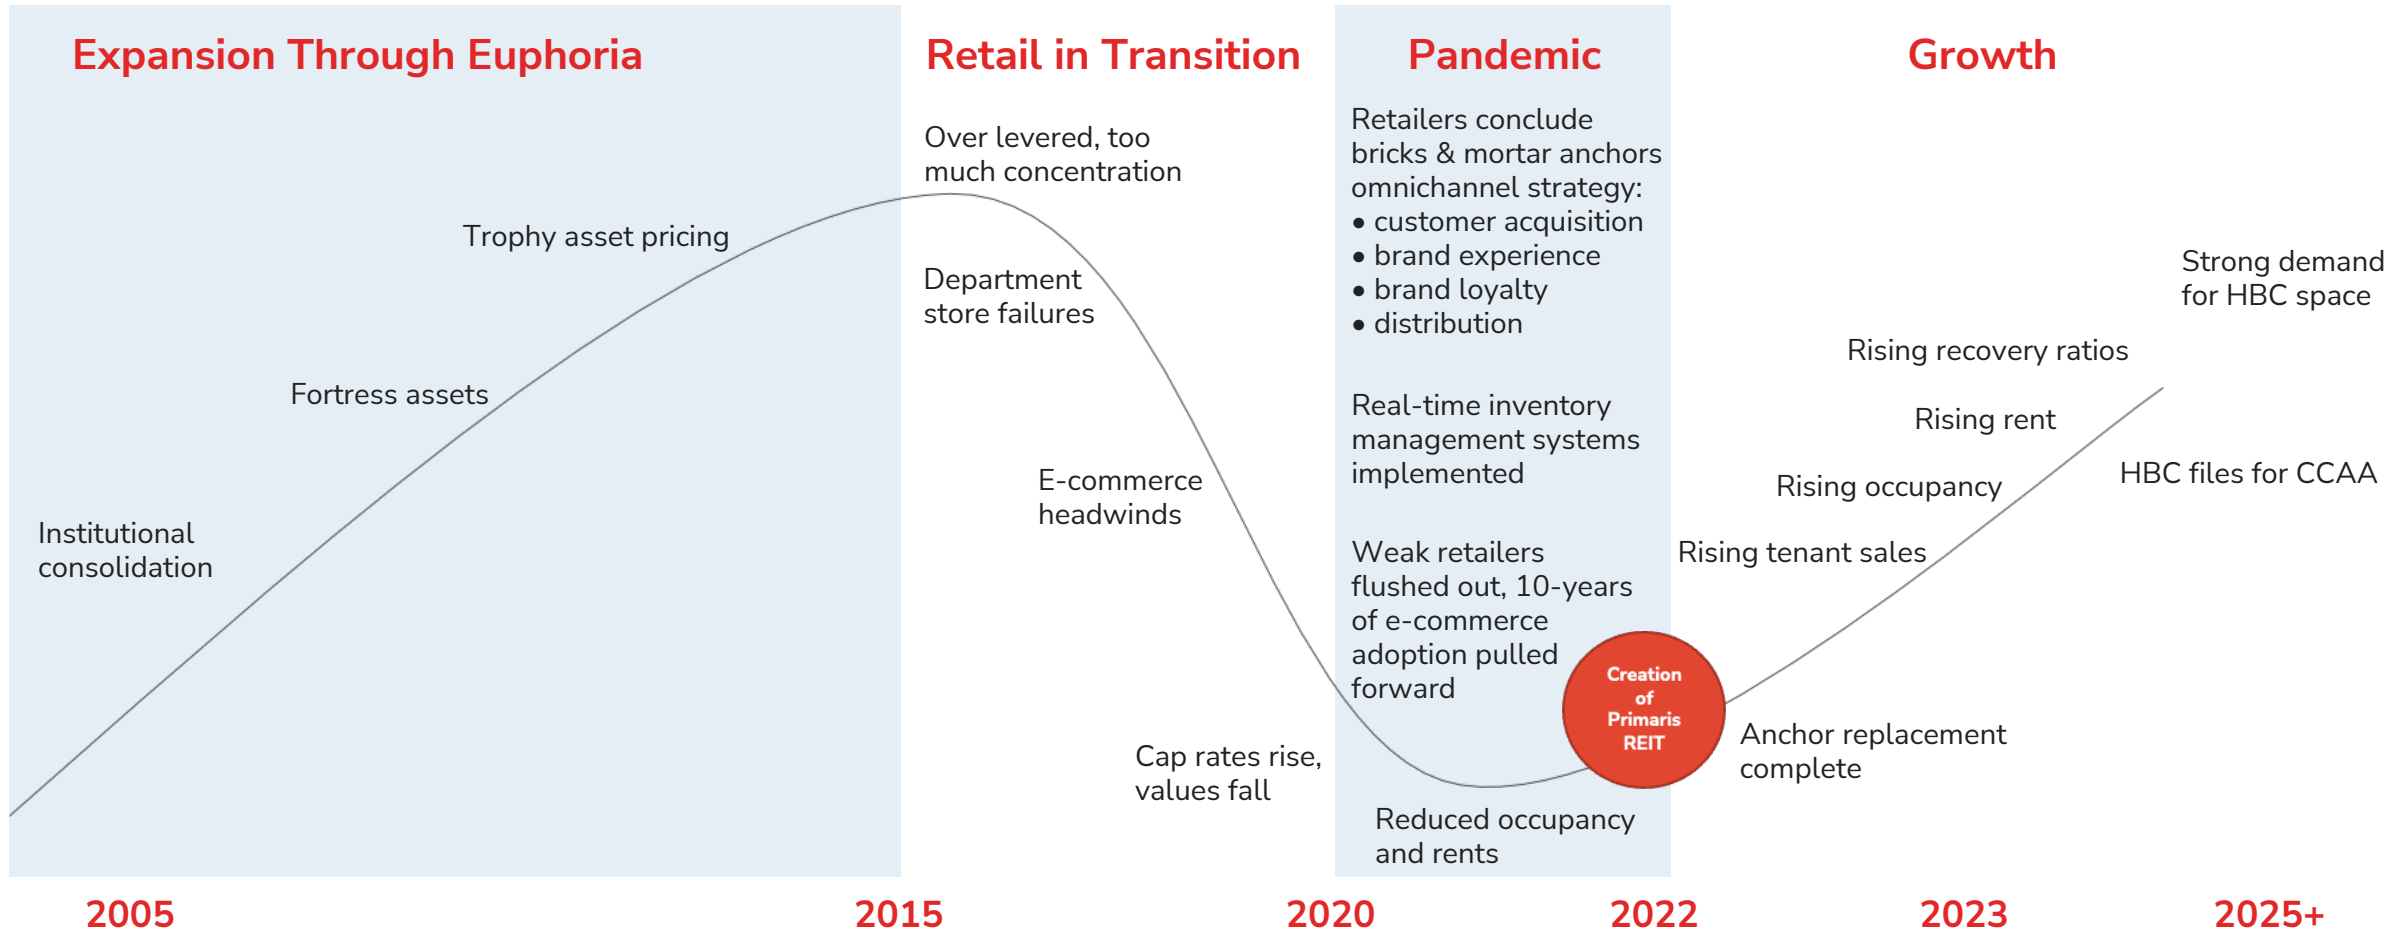 Expansion Through Euphoria
Institutional
consolidation
Fortress assets
Trophy asset pricing
Retail in Transition
Over levered, too
much concentration
Department
store failures
E-commerce
headwinds
Cap rates rise,
values fall
Pandemic
Retailers conclude
bricks & mortar anchors
omnichannel strategy:
• customer acquisition
• brand experience
• brand loyalty
• distribution
Real-time inventory
management systems
implemented
Weak retailers
flushed out, 10-years
of e-commerce
adoption pulled
forward
Reduced occupancy
and rents
Creation
of
Primaris
REIT
Growth
Strong demand
for HBC space
Rising recovery ratios
Rising rent
HBC files for CCAA
Rising occupancy
Rising tenant sales
Anchor replacement
complete
2005
2015
2020
2022
2023
2025+